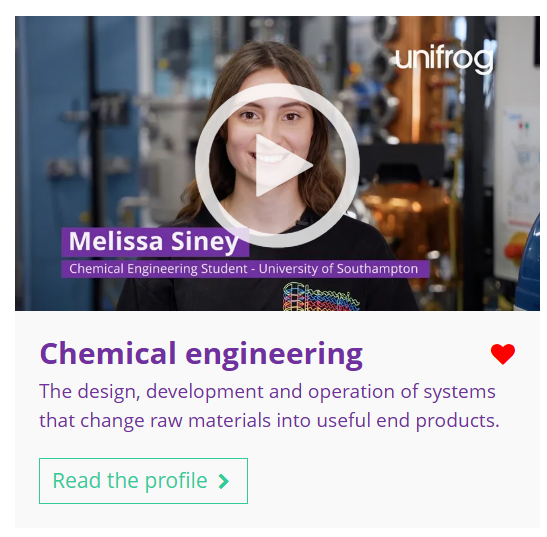 unifrog
Melissa Siney
Chemical Engineering Student - University of Southampton
Chemical engineering
The design, development and operation of systems
that change raw materials into useful end products.
Read the profile